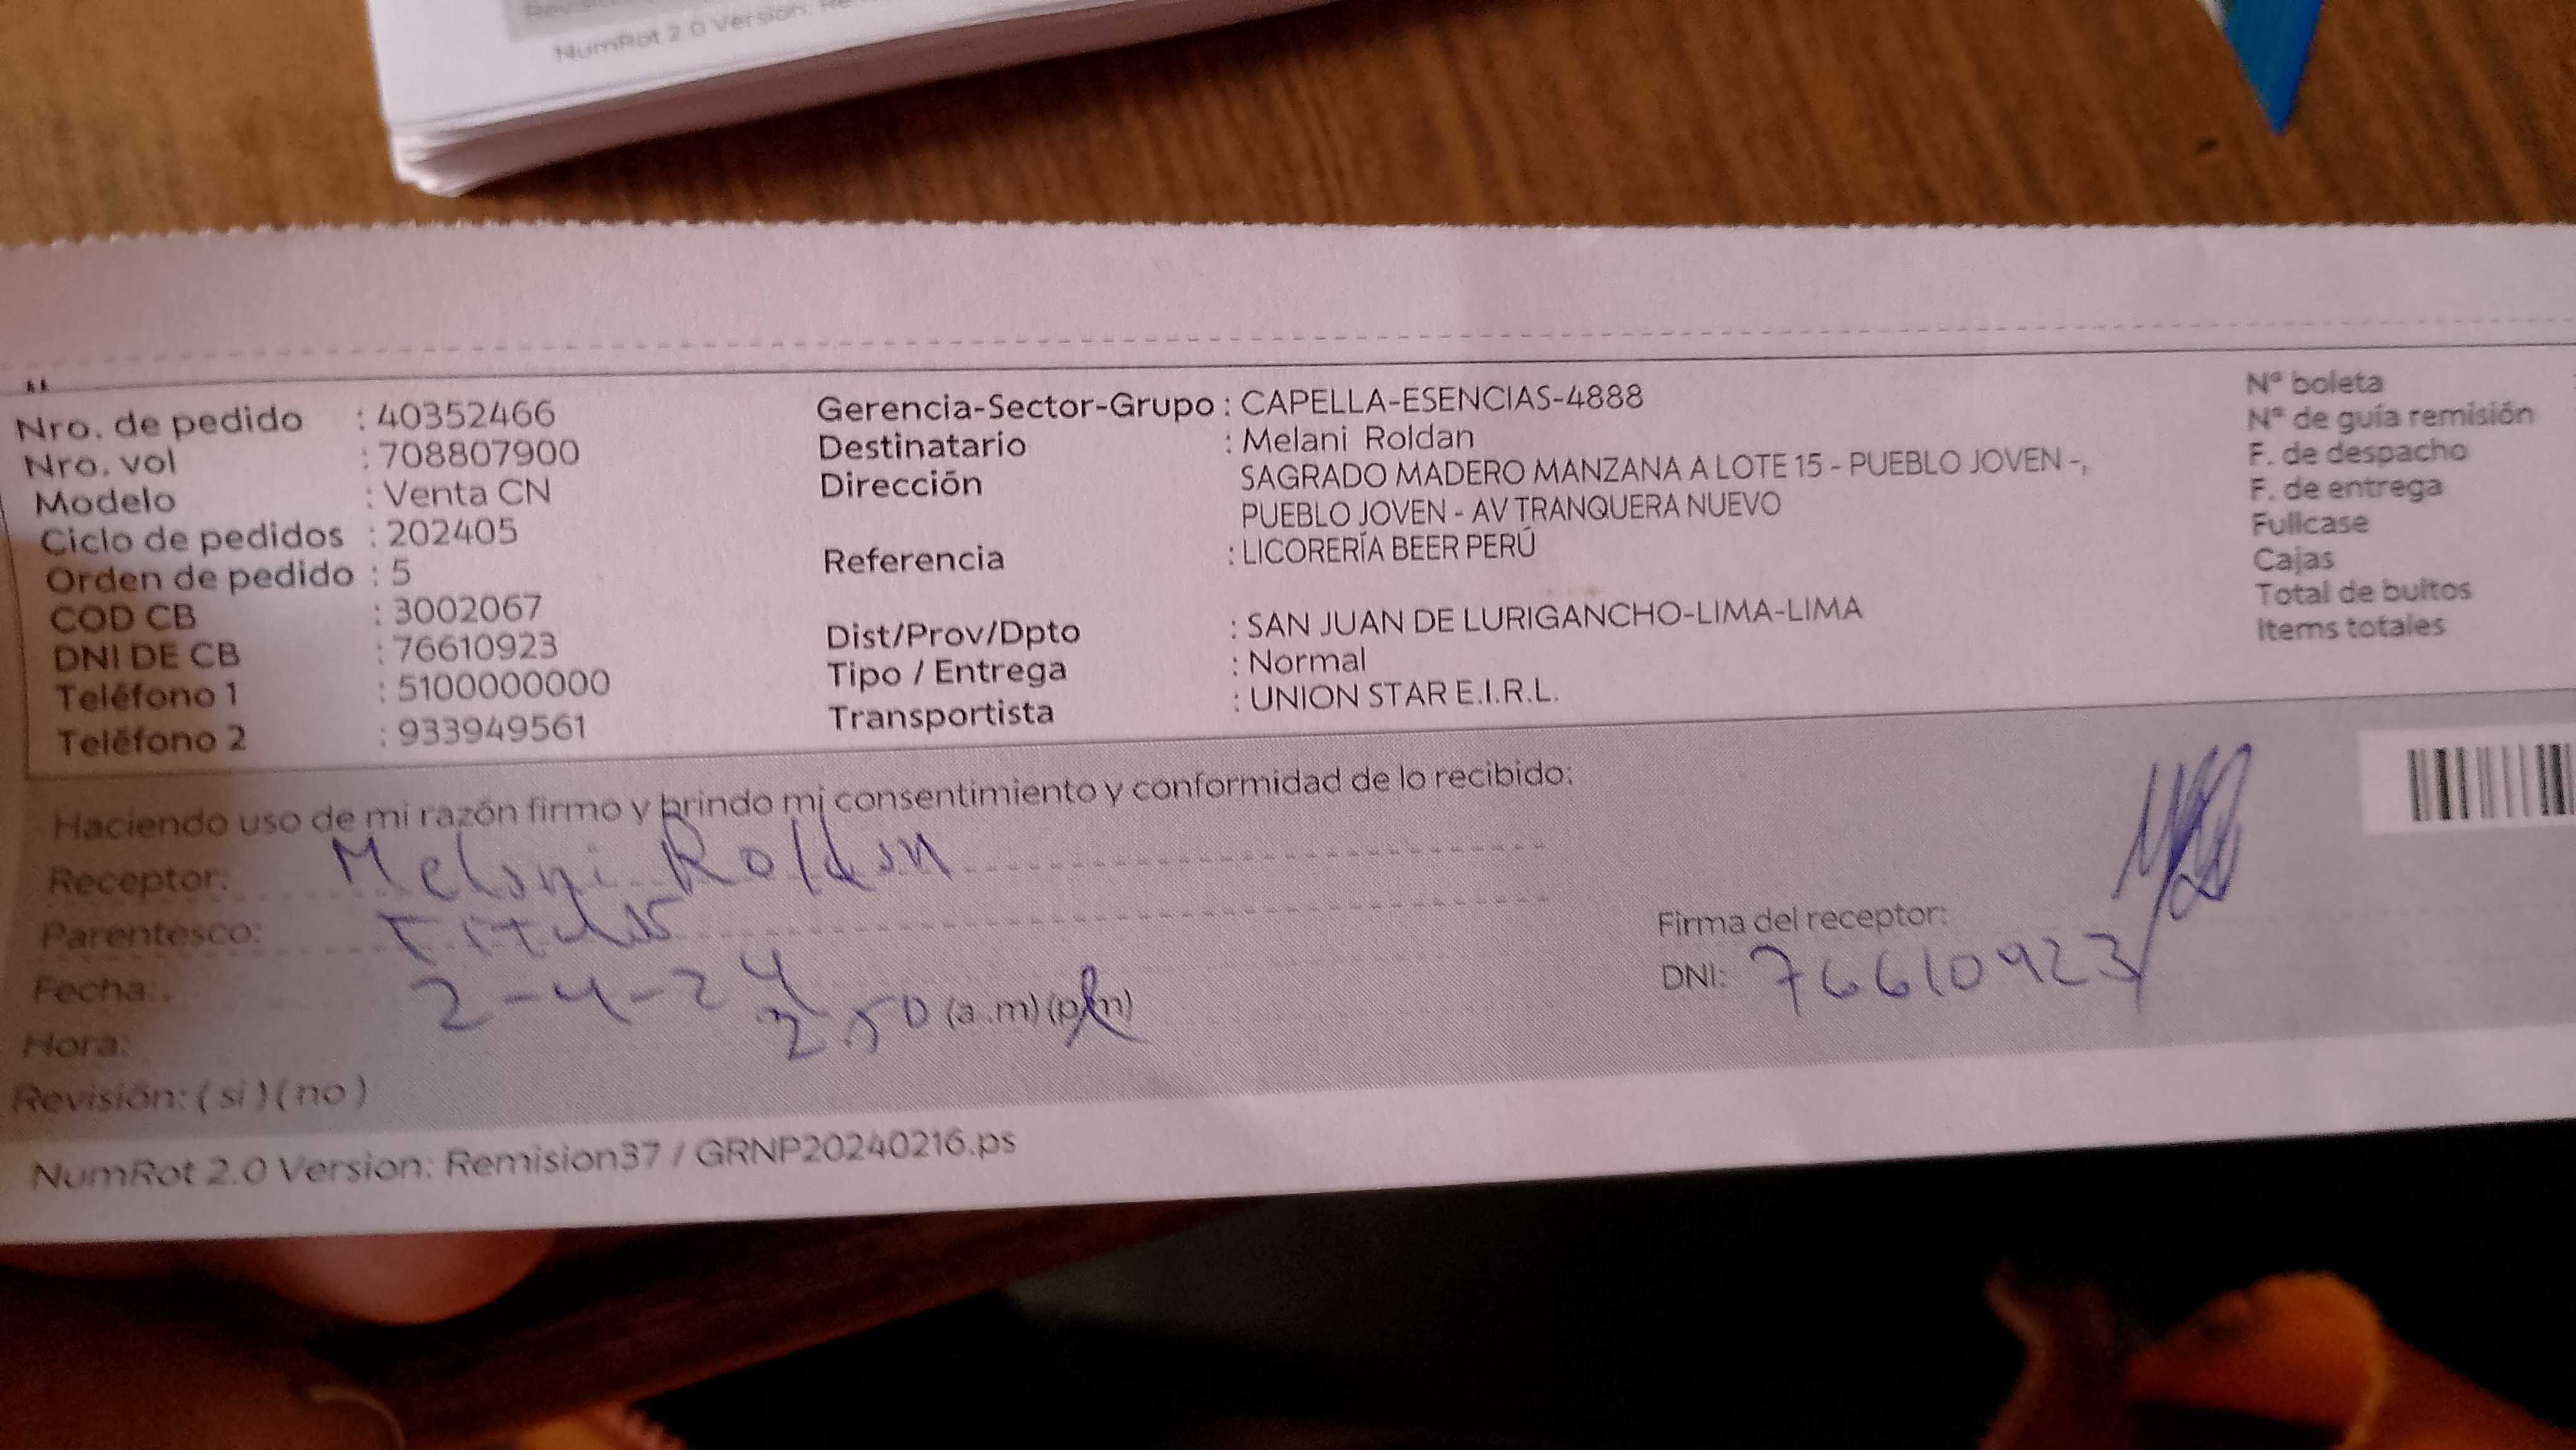 NumRot 2.0 Version:
Nro. de pedido : 40352466
Nro. vol : 708807900
Modelo : Venta CN
Ciclo de pedidos : 202405
Orden de pedido : 5
COD CB : 3002067
DNI DE CB : 76610923
Teléfono 1 : 5100000000
Teléfono 2 : 933949561
Gerencia-Sector-Grupo : CAPELLA-ESENCIAS-4888
Destinatario : Melani Roldan
Dirección SAGRADO MADERO MANZANA A LOTE 15 - PUEBLO JOVEN -,
PUEBLO JOVEN - AV TRANQUERA NUEVO
Referencia : LICORERÍA BEER PERÚ
Dist/Prov/Dpto : SAN JUAN DE LURIGANCHO-LIMA-LIMA
Tipo / Entrega : Normal
Transportista : UNION STAR E.I.R.L.
Nº boleta
Nº de guía remisión
F. de despacho
F. de entrega
Fullcase
Cajas
Total de bultos
Items totales
Haciendo uso de mi razón firmo y brindo mi consentimiento y conformidad de lo recibido:
Receptor: Melani Roldan
Parentesco:
Fecha: 2-4-24
Hora: 2:50 (a.m) (p.m)
Revisión: (si) (no)
Firma del receptor:
DNI: 76610923
NumRot 2.0 Version: Remision37 / GRNP20240216.ps